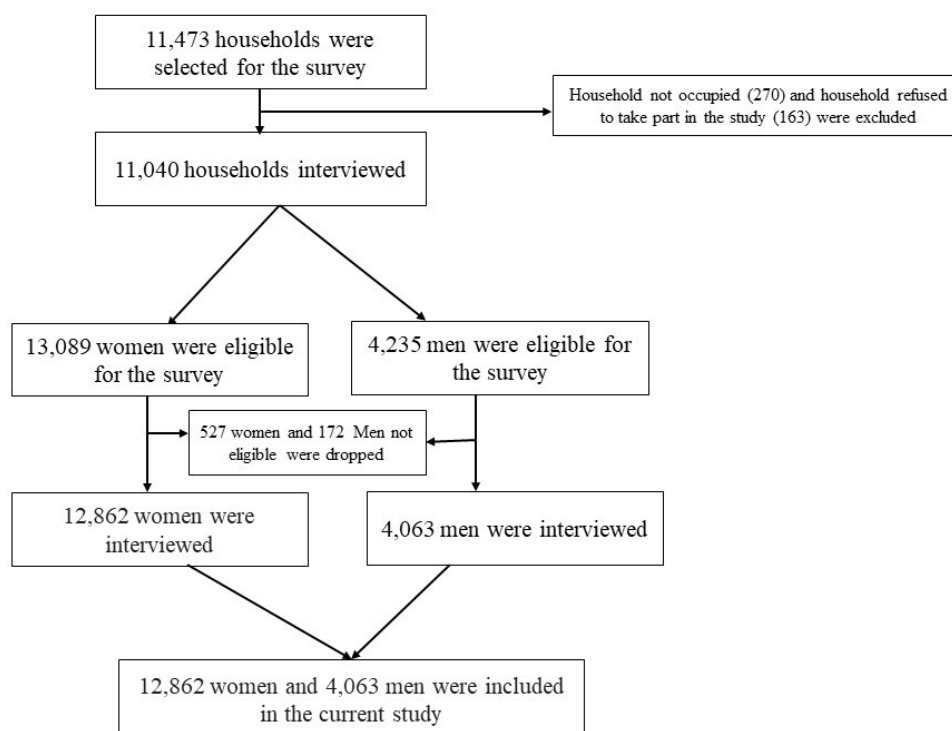 11,473 households were
selected for the survey
Household not occupied (270) and household refused
to take part in the study (163) were excluded
11,040 households interviewed
13,089 women were eligible
for the survey
4,235 men were eligible for
the survey
527 women and 172 Men not
eligible were dropped
12,862 women were
interviewed
4,063 men were interviewed
12,862 women and 4,063 men were included
in the current study